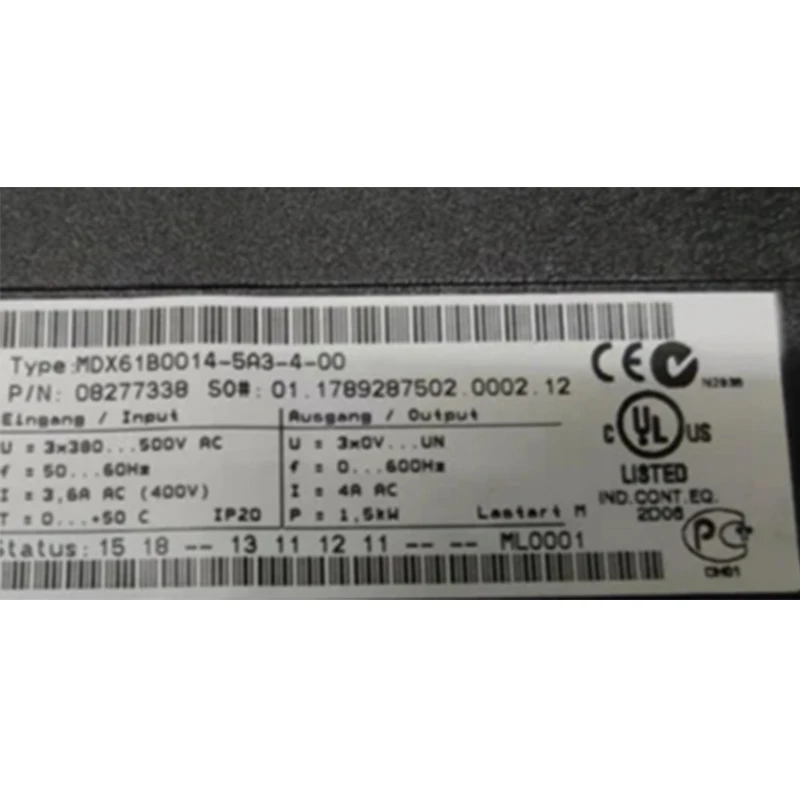 Type:MDX61B0014-5A3-4-00
P/N: 08277338 SO#: 01.1789287502.0002.12
CE N2936
Eingang / Input
U = 3x380...500V AC
f = 50...60Hz
I = 3,6A AC (400V)
T = 0...+50 C IP20
Ausgang / Output
U = 3x0V...UN
f = 0...600Hz
I = 4A AC
P = 1,5kW Lastart M
C UL US
LISTED
IND.CONT.EQ.
2D06
Status: 15 18 -- 13 11 12 11 -- -- -- ML0001